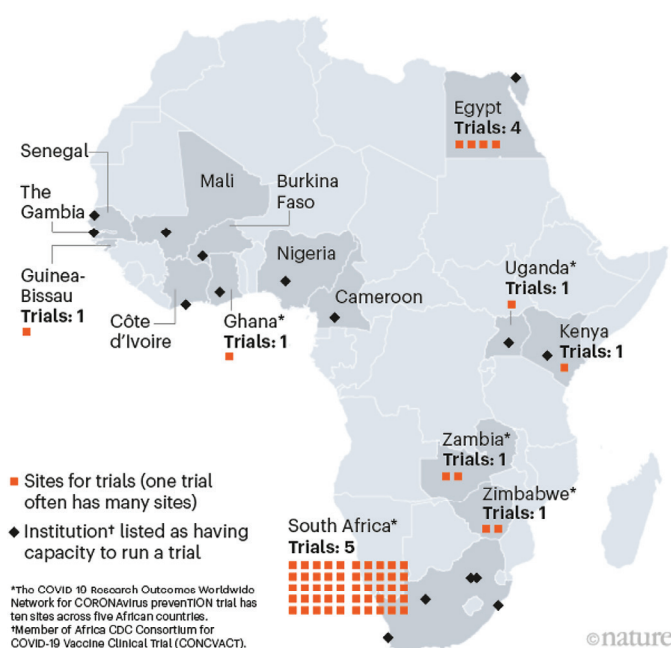 Egypt
Trials: 4
Senegal
Mali
Burkina
Faso
The
Gambia
Nigeria
Guinea-
Bissau
Trials: 1
Uganda*
Trials: 1
Cameroon
Côte
d'Ivoire
Ghana*
Trials: 1
Kenya
Trials: 1
Zambia*
Trials: 1
Zimbabwe*
Trials: 1
South Africa*
Trials: 5
Sites for trials (one trial
often has many sites)
Institution† listed as having
capacity to run a trial
*The COVID 19 Research Outcomes Worldwide
Network for CORONAvirus prevenTION trial has
ten sites across five African countries.
†Member of Africa CDC Consortium for
COVID-19 Vaccine Clinical Trial (CONCVACT).
©nature